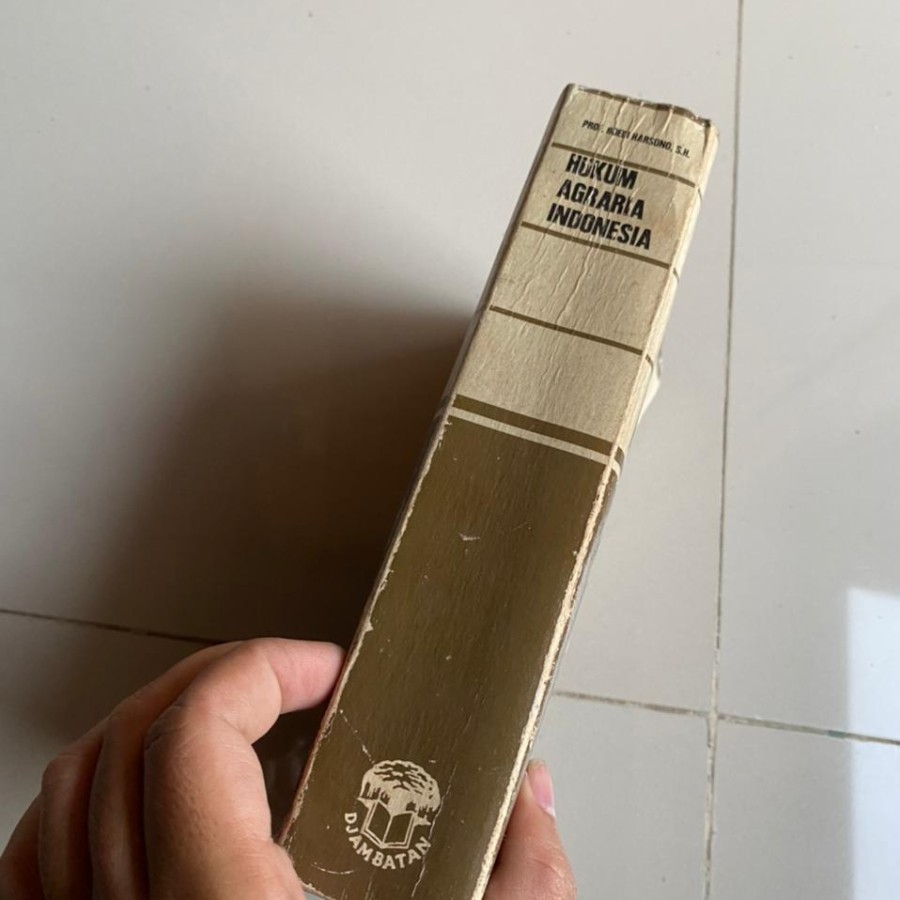 PROF. BOEDI HARSONO, S.H.
HUKUM
AGRARIA
INDONESIA
DJAMBATAN